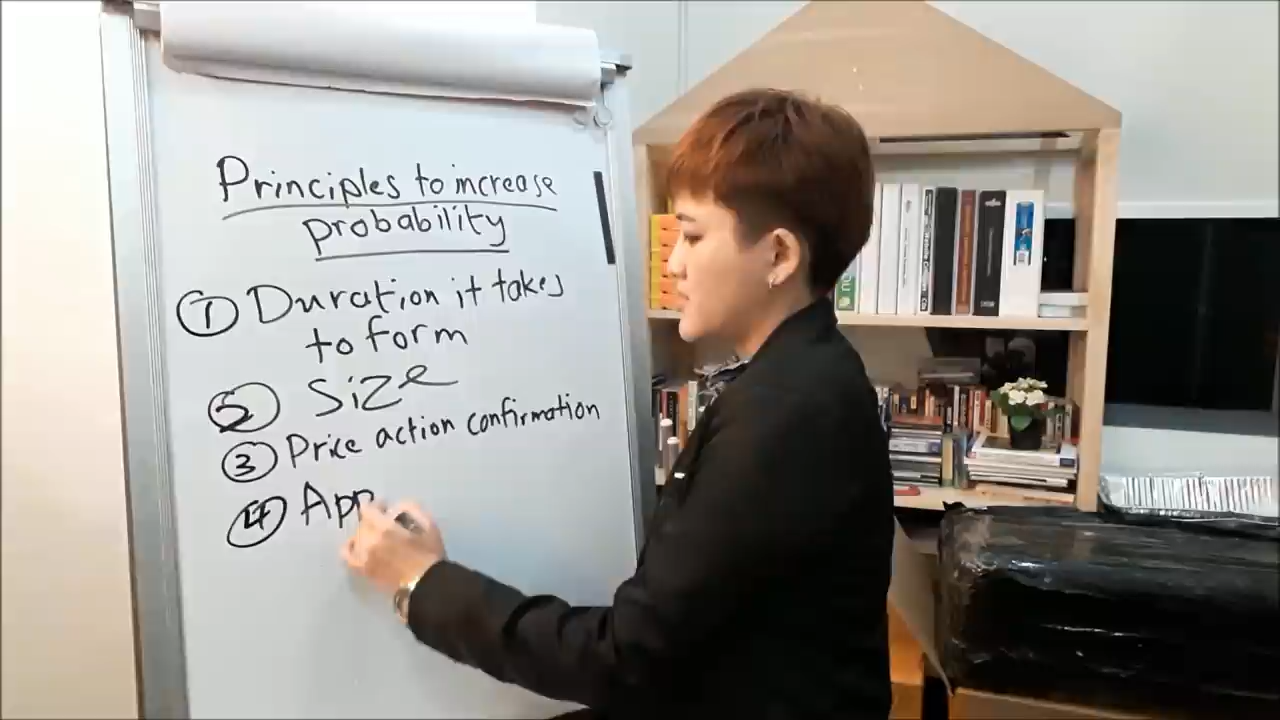 Principles to increase
probability
① Duration it takes
to form
② Size
③ Price action confirmation
④ App